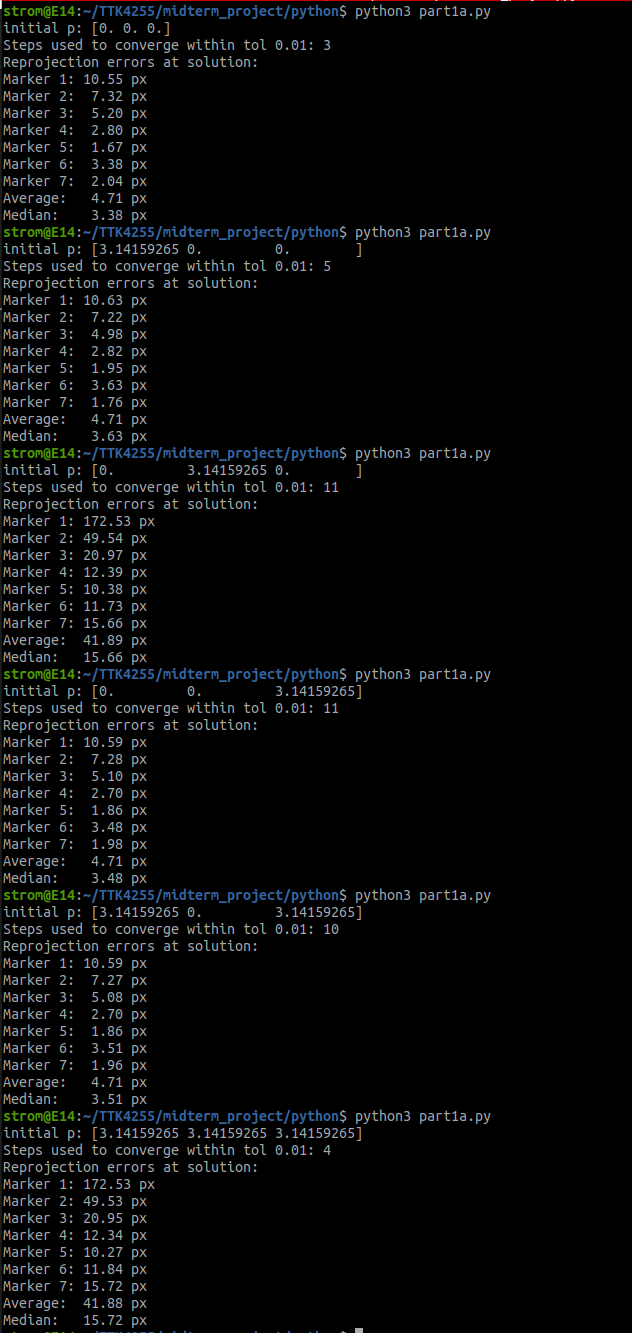 strom@E14:~/TTK4255/midterm_project/python$ python3 part1a.py
initial p: [0. 0. 0.]
Steps used to converge within tol 0.01: 3
Reprojection errors at solution:
Marker 1: 10.55 px
Marker 2:  7.32 px
Marker 3:  5.20 px
Marker 4:  2.80 px
Marker 5:  1.67 px
Marker 6:  3.38 px
Marker 7:  2.04 px
Average:   4.71 px
Median:    3.38 px
strom@E14:~/TTK4255/midterm_project/python$ python3 part1a.py
initial p: [3.14159265 0.         0.        ]
Steps used to converge within tol 0.01: 5
Reprojection errors at solution:
Marker 1: 10.63 px
Marker 2:  7.22 px
Marker 3:  4.98 px
Marker 4:  2.82 px
Marker 5:  1.95 px
Marker 6:  3.63 px
Marker 7:  1.76 px
Average:   4.71 px
Median:    3.63 px
strom@E14:~/TTK4255/midterm_project/python$ python3 part1a.py
initial p: [0.         3.14159265 0.        ]
Steps used to converge within tol 0.01: 11
Reprojection errors at solution:
Marker 1: 172.53 px
Marker 2: 49.54 px
Marker 3: 20.97 px
Marker 4: 12.39 px
Marker 5: 10.38 px
Marker 6: 11.73 px
Marker 7: 15.66 px
Average:  41.89 px
Median:   15.66 px
strom@E14:~/TTK4255/midterm_project/python$ python3 part1a.py
initial p: [0.         0.         3.14159265]
Steps used to converge within tol 0.01: 11
Reprojection errors at solution:
Marker 1: 10.59 px
Marker 2:  7.28 px
Marker 3:  5.10 px
Marker 4:  2.70 px
Marker 5:  1.86 px
Marker 6:  3.48 px
Marker 7:  1.98 px
Average:   4.71 px
Median:    3.48 px
strom@E14:~/TTK4255/midterm_project/python$ python3 part1a.py
initial p: [3.14159265 0.         3.14159265]
Steps used to converge within tol 0.01: 10
Reprojection errors at solution:
Marker 1: 10.59 px
Marker 2:  7.27 px
Marker 3:  5.08 px
Marker 4:  2.70 px
Marker 5:  1.86 px
Marker 6:  3.51 px
Marker 7:  1.96 px
Average:   4.71 px
Median:    3.51 px
strom@E14:~/TTK4255/midterm_project/python$ python3 part1a.py
initial p: [3.14159265 3.14159265 3.14159265]
Steps used to converge within tol 0.01: 4
Reprojection errors at solution:
Marker 1: 172.53 px
Marker 2: 49.53 px
Marker 3: 20.95 px
Marker 4: 12.34 px
Marker 5: 10.27 px
Marker 6: 11.84 px
Marker 7: 15.72 px
Average:  41.88 px
Median:   15.72 px
strom@E14:~/TTK4255/midterm_project/python$